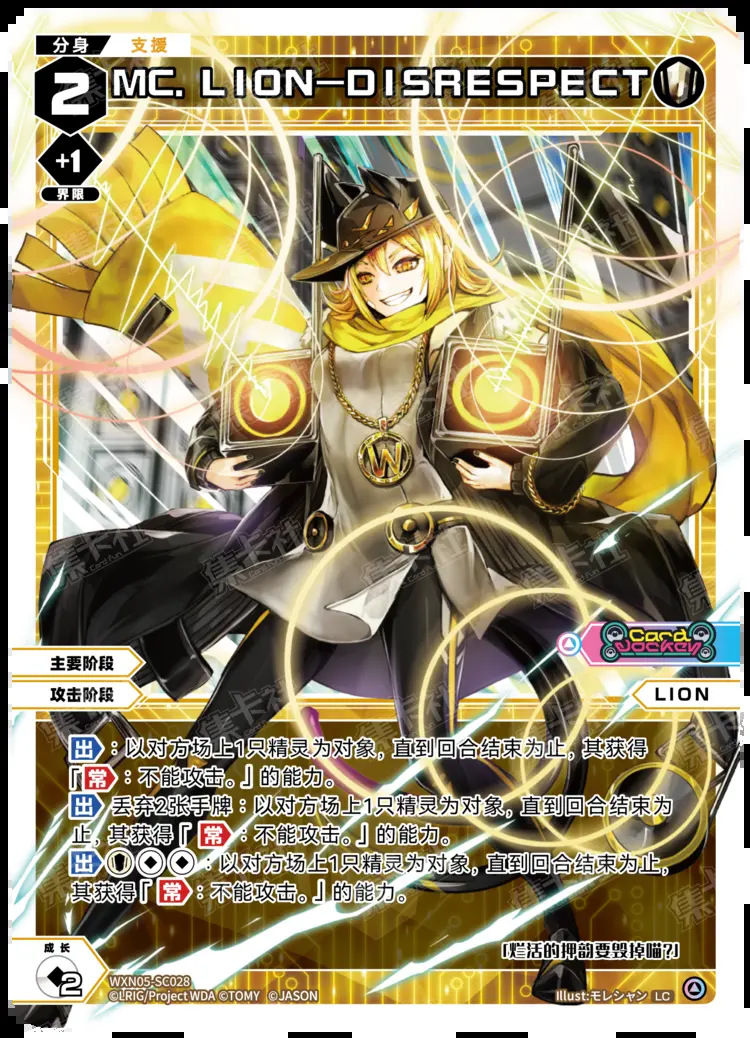 分身 支援
2 MC. LION—DISRESPECT
+1
界限
W
Card Jockey
主要阶段
攻击阶段
LION
出：以对方场上1只精灵为对象，直到回合结束为止，其获得
『常：不能攻击。』的能力。
出 丢弃2张手牌：以对方场上1只精灵为对象，直到回合结束为
止，其获得『常：不能攻击。』的能力。
出：以对方场上1只精灵为对象，直到回合结束为止，
其获得『常：不能攻击。』的能力。
「烂活的押韵要毁掉喵?」
成长
2
WXN05-SC028
©LRIG/Project WDA ©TOMY ©JASON
Illust:モレシャン LC
集卡社